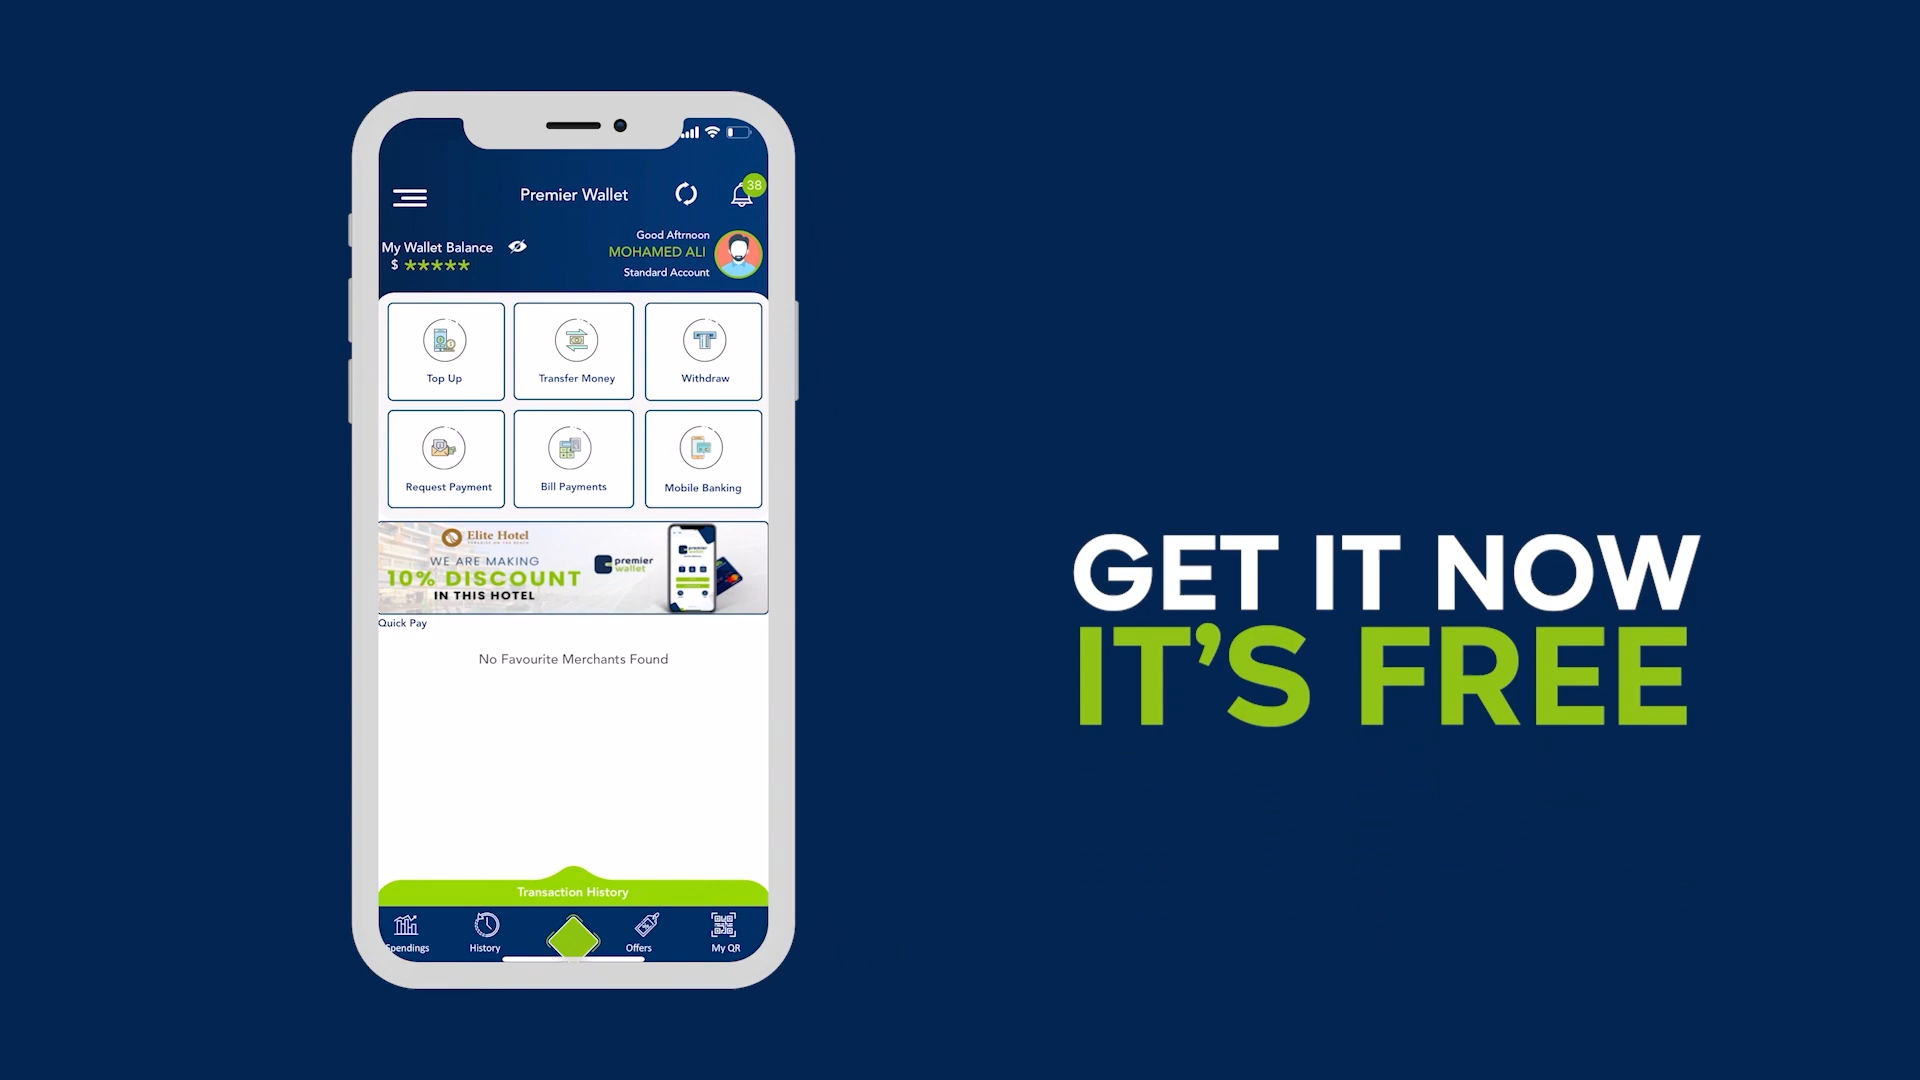 Premier Wallet
38
My Wallet Balance
$ *****
Good Aftrnoon
MOHAMED ALI
Standard Account
Top Up
Transfer Money
Withdraw
Request Payment
Bill Payments
Mobile Banking
Elite Hotel
WE ARE MAKING
10% DISCOUNT
IN THIS HOTEL
premier
wallet
Quick Pay
No Favourite Merchants Found
Transaction History
Spendings
History
Offers
My QR
GET IT NOW
IT'S FREE